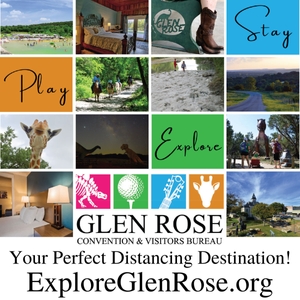 GLEN
ROSE
Stay
Play
Explore
GLEN ROSE
CONVENTION & VISITORS BUREAU
Your Perfect Distancing Destination!
ExploreGlenRose.org